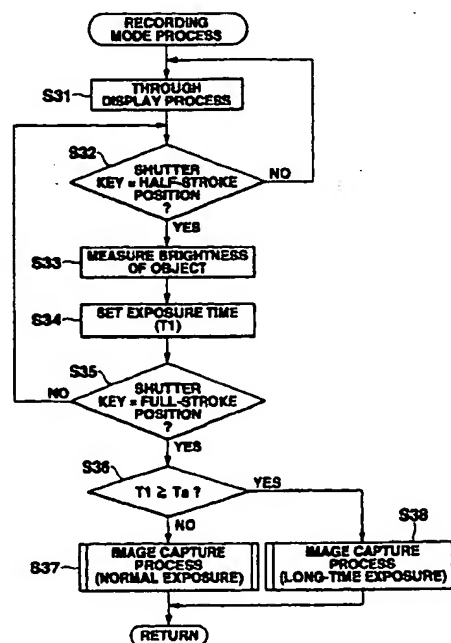 RECORDING
MODE PROCESS
S31
THROUGH
DISPLAY PROCESS
S32
SHUTTER
KEY = HALF-STROKE
POSITION
?
NO
YES
S33
MEASURE BRIGHTNESS
OF OBJECT
S34
SET EXPOSURE TIME
(T1)
S35
SHUTTER
KEY = FULL-STROKE
POSITION
?
NO
YES
S36
T1 ≥ Ta ?
YES
NO
S37
IMAGE CAPTURE
PROCESS
(NORMAL EXPOSURE)
S38
IMAGE CAPTURE
PROCESS
(LONG-TIME EXPOSURE)
RETURN